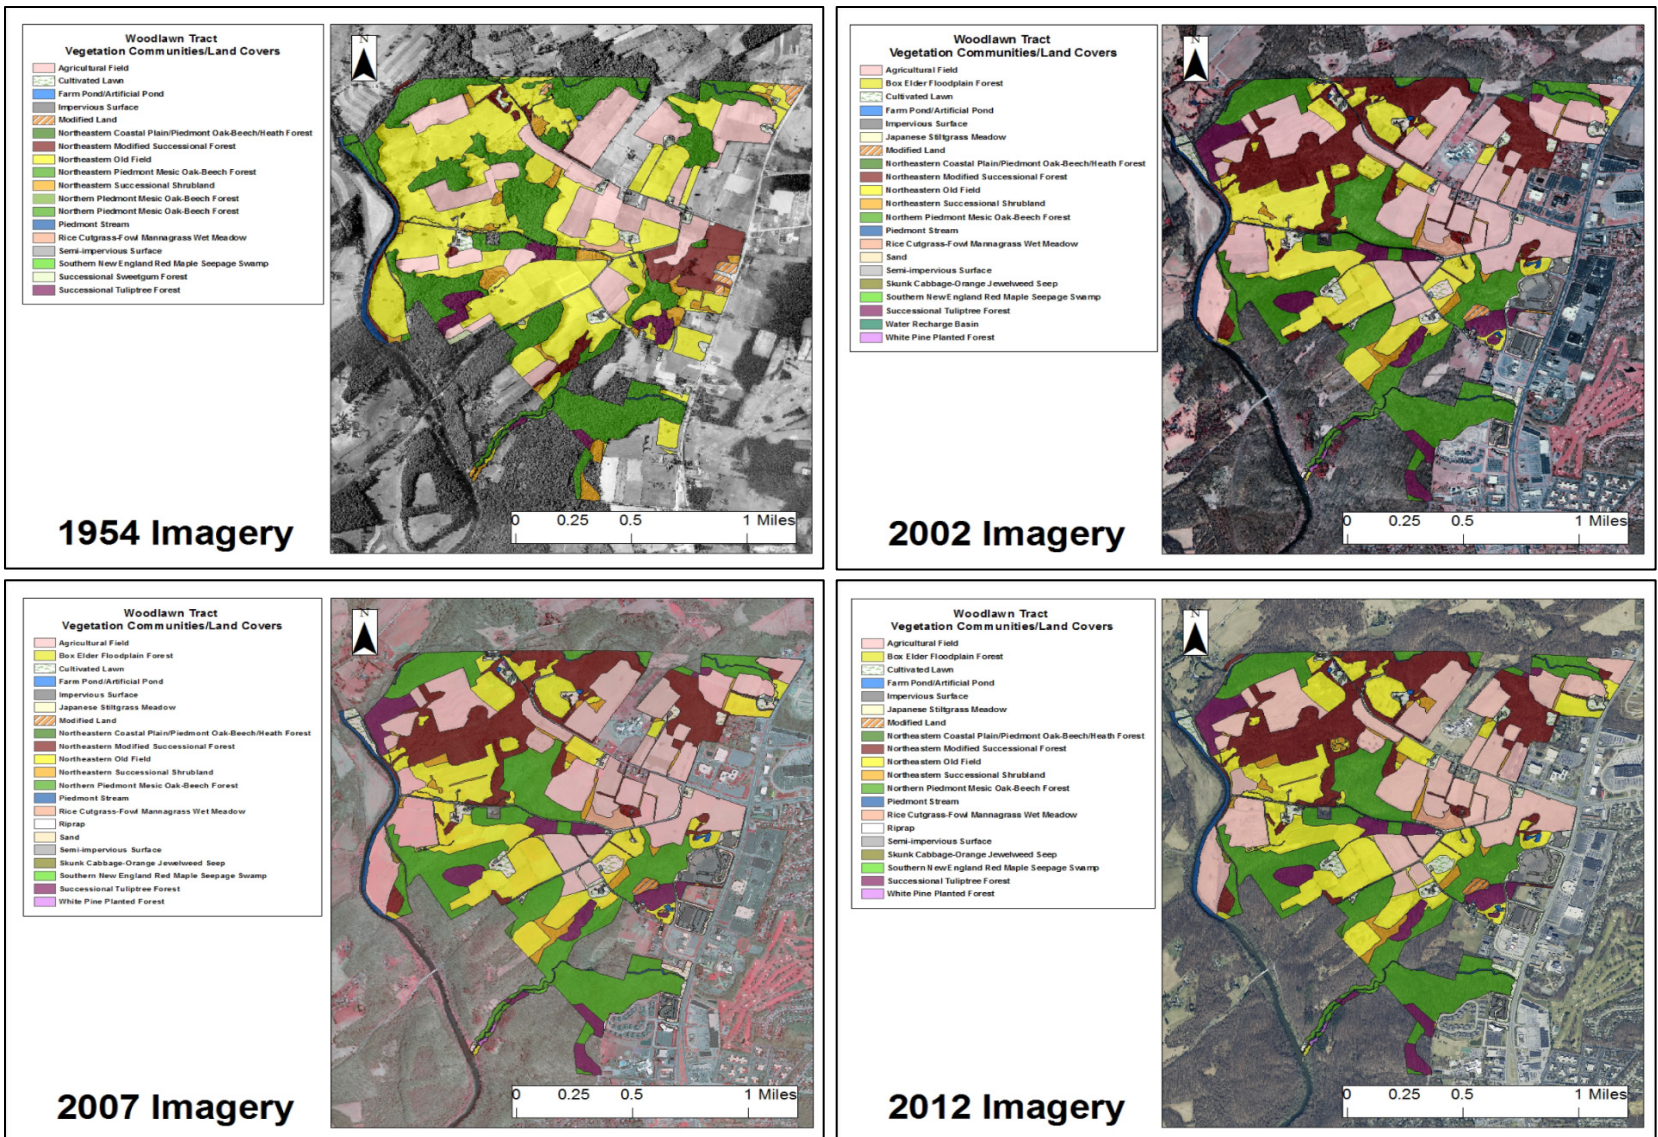 Woodlawn Tract
Vegetation Communities/Land Covers
Agricultural Field
Cultivated Lawn
Farm Pond/Artificial Pond
Impervious Surface
Modified Land
Northeastern Coastal Plain/Piedmont Oak-Beech/Heath Forest
Northeastern Modified Successional Forest
Northeastern Old Field
Northeastern Piedmont Mesic Oak-Beech Forest
Northeastern Successional Shrubland
Northern Piedmont Mesic Oak-Beech Forest
Northern Piedmont Mesic Oak-Beech Forest
Piedmont Stream
Rice Cutgrass-Fowl Mannagrass Wet Meadow
Semi-impervious Surface
Southern New England Red Maple Seepage Swamp
Successional Sweetgum Forest
Successional Tuliptree Forest
N
0 0.25 0.5 1 Miles
1954 Imagery
Woodlawn Tract
Vegetation Communities/Land Covers
Agricultural Field
Box Elder Floodplain Forest
Cultivated Lawn
Farm Pond/Artificial Pond
Impervious Surface
Japanese Stiltgrass Meadow
Modified Land
Northeastern Coastal Plain/Piedmont Oak-Beech/Heath Forest
Northeastern Modified Successional Forest
Northeastern Old Field
Northeastern Successional Shrubland
Northern Piedmont Mesic Oak-Beech Forest
Piedmont Stream
Rice Cutgrass-Fowl Mannagrass Wet Meadow
Sand
Semi-impervious Surface
Skunk Cabbage-Orange Jewelweed Seep
Southern New England Red Maple Seepage Swamp
Successional Tuliptree Forest
Water Recharge Basin
White Pine Planted Forest
N
0 0.25 0.5 1 Miles
2002 Imagery
Woodlawn Tract
Vegetation Communities/Land Covers
Agricultural Field
Box Elder Floodplain Forest
Cultivated Lawn
Farm Pond/Artificial Pond
Impervious Surface
Japanese Stiltgrass Meadow
Modified Land
Northeastern Coastal Plain/Piedmont Oak-Beech/Heath Forest
Northeastern Modified Successional Forest
Northeastern Old Field
Northeastern Successional Shrubland
Northern Piedmont Mesic Oak-Beech Forest
Piedmont Stream
Rice Cutgrass-Fowl Mannagrass Wet Meadow
Riprap
Sand
Semi-impervious Surface
Skunk Cabbage-Orange Jewelweed Seep
Southern New England Red Maple Seepage Swamp
Successional Tuliptree Forest
White Pine Planted Forest
N
0 0.25 0.5 1 Miles
2007 Imagery
Woodlawn Tract
Vegetation Communities/Land Covers
Agricultural Field
Box Elder Floodplain Forest
Cultivated Lawn
Farm Pond/Artificial Pond
Impervious Surface
Japanese Stiltgrass Meadow
Modified Land
Northeastern Coastal Plain/Piedmont Oak-Beech/Heath Forest
Northeastern Modified Successional Forest
Northeastern Old Field
Northeastern Successional Shrubland
Northern Piedmont Mesic Oak-Beech Forest
Piedmont Stream
Rice Cutgrass-Fowl Mannagrass Wet Meadow
Riprap
Semi-impervious Surface
Skunk Cabbage-Orange Jewelweed Seep
Southern New England Red Maple Seepage Swamp
Successional Tuliptree Forest
White Pine Planted Forest
N
0 0.25 0.5 1 Miles
2012 Imagery